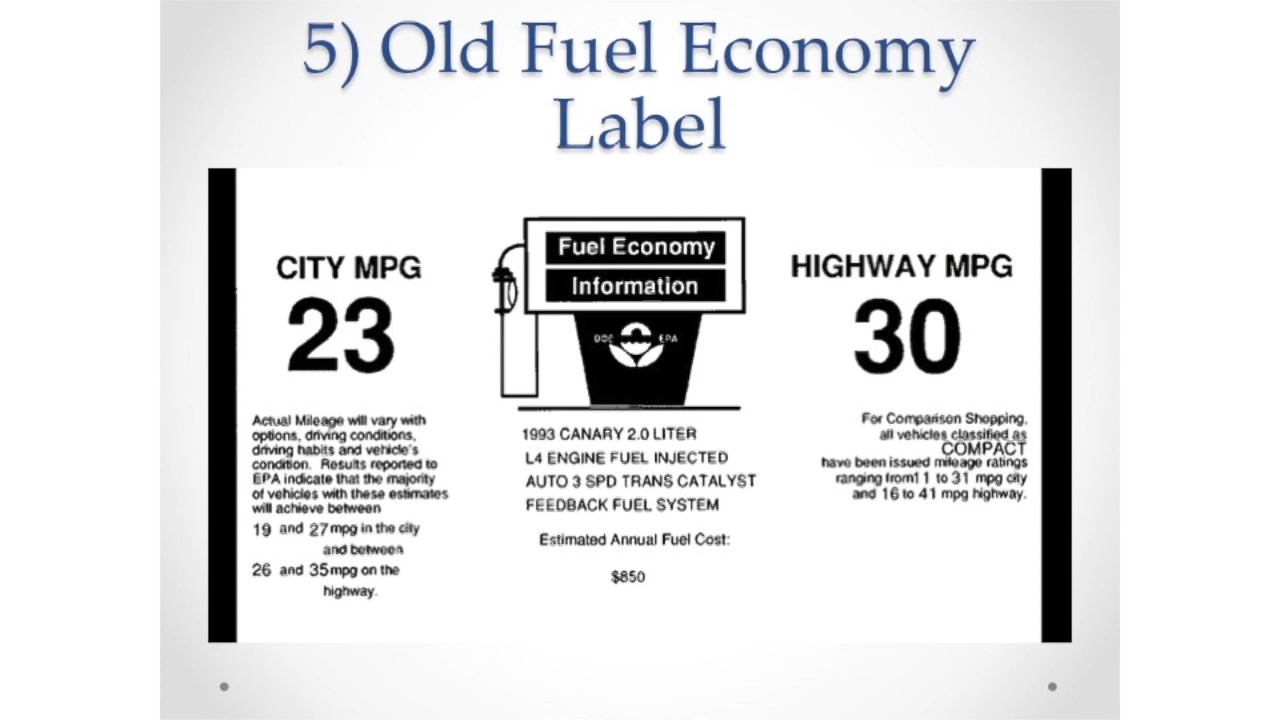 5) Old Fuel Economy
Label
CITY MPG
23
Actual Mileage will vary with
options, driving conditions,
driving habits and vehicle's
condition. Results reported to
EPA indicate that the majority
of vehicles with these estimates
will achieve between
19 and 27 mpg in the city
and between
26 and 35 mpg on the
highway.
Fuel Economy
Information
DOE EPA
1993 CANARY 2.0 LITER
L4 ENGINE FUEL INJECTED
AUTO 3 SPD TRANS CATALYST
FEEDBACK FUEL SYSTEM
Estimated Annual Fuel Cost:
$850
HIGHWAY MPG
30
For Comparison Shopping,
all vehicles classified as
COMPACT
have been issued mileage ratings
ranging from 11 to 31 mpg city
and 16 to 41 mpg highway.